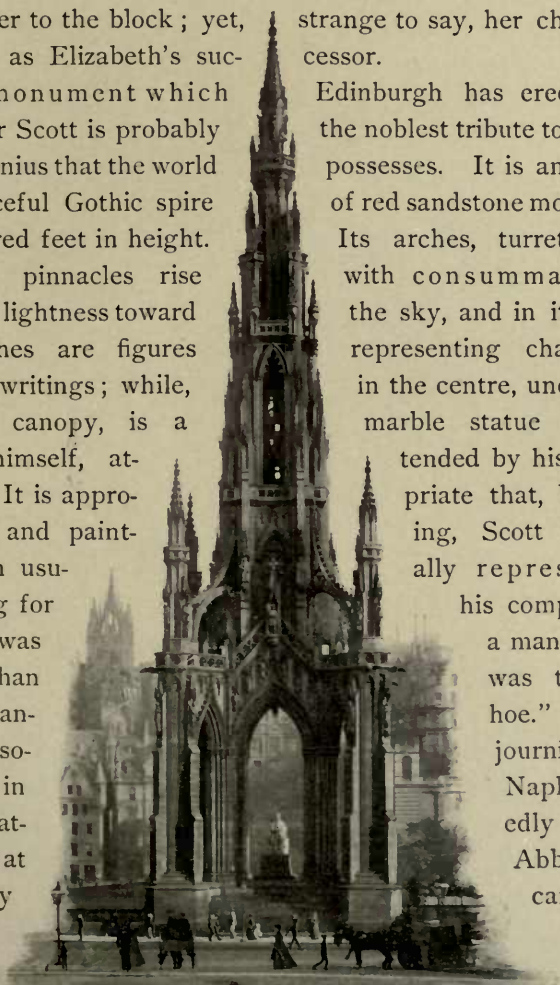 er to the block ; yet, strange to say, her ch
as Elizabeth's suc- cessor.
monument which Edinburgh has erec
r Scott is probably the noblest tribute to
nius that the world possesses. It is an
ceful Gothic spire of red sandstone mo
red feet in height. Its arches, turret
pinnacles rise with consumma
lightness toward the sky, and in i
hes are figures representing cha
writings ; while, in the centre, und
canopy, is a marble statue
himself, at- tended by his
It is appro- priate that,
and paint- ing, Scott
n usu- ally repres
g for his comp
was a man
han was t
an- hoe."
so- journi
in Napl
at- edly
at Abb
y ca